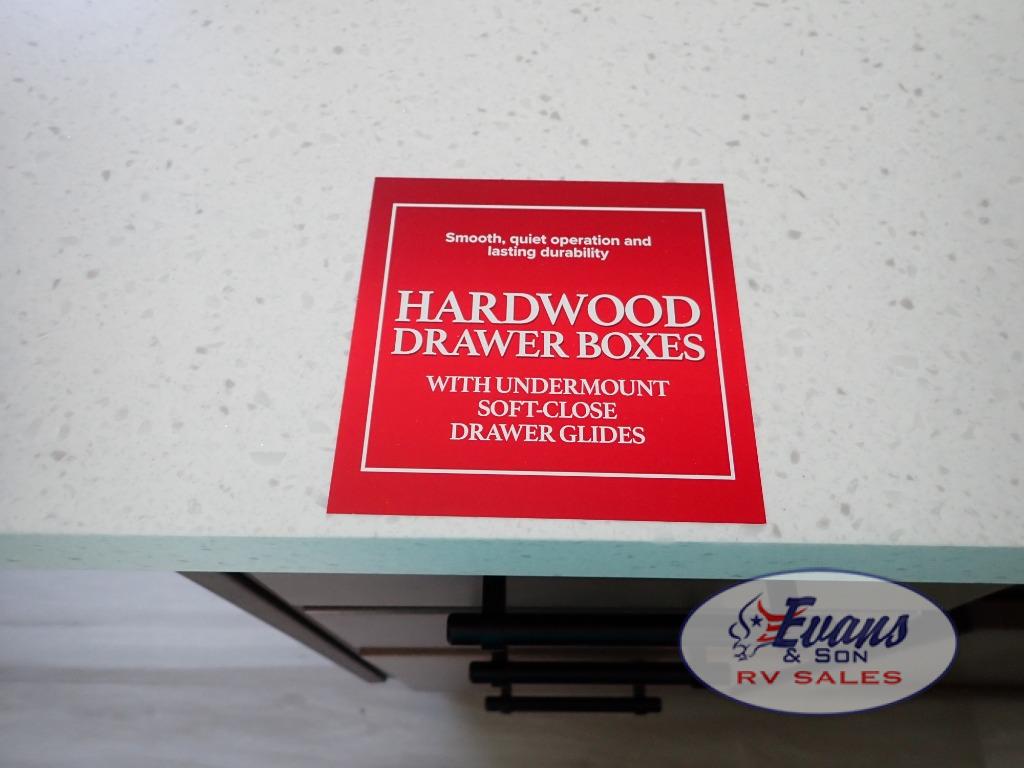 Smooth, quiet operation and
lasting durability
HARDWOOD
DRAWER BOXES
WITH UNDERMOUNT
SOFT-CLOSE
DRAWER GLIDES
Evans
& SON
RV SALES